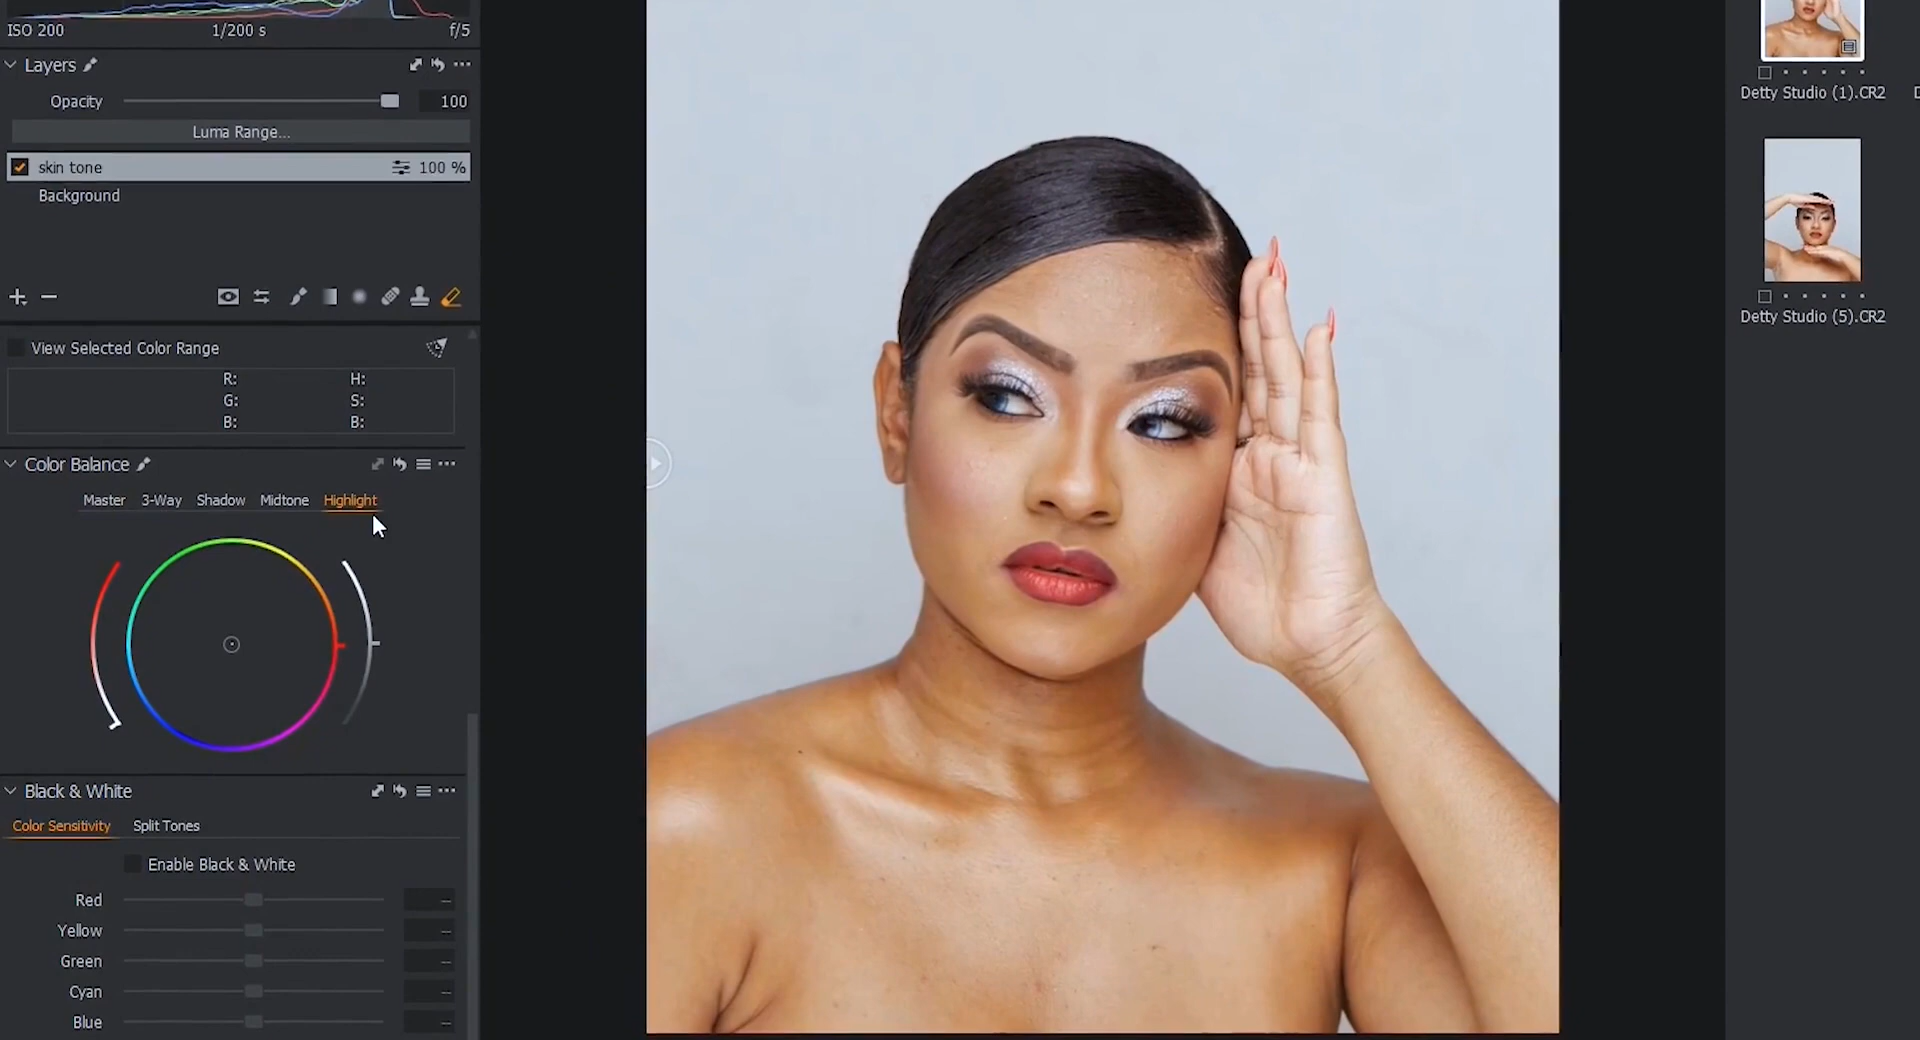 ISO 200 1/200 s f/5
Layers
Opacity 100
Luma Range...
skin tone 100 %
Background
View Selected Color Range
R: H:
G: S:
B: B:
Color Balance
Master 3-Way Shadow Midtone Highlight
Black & White
Color Sensitivity Split Tones
Enable Black & White
Red --
Yellow --
Green --
Cyan --
Blue --
Detty Studio (1).CR2
Detty Studio (5).CR2